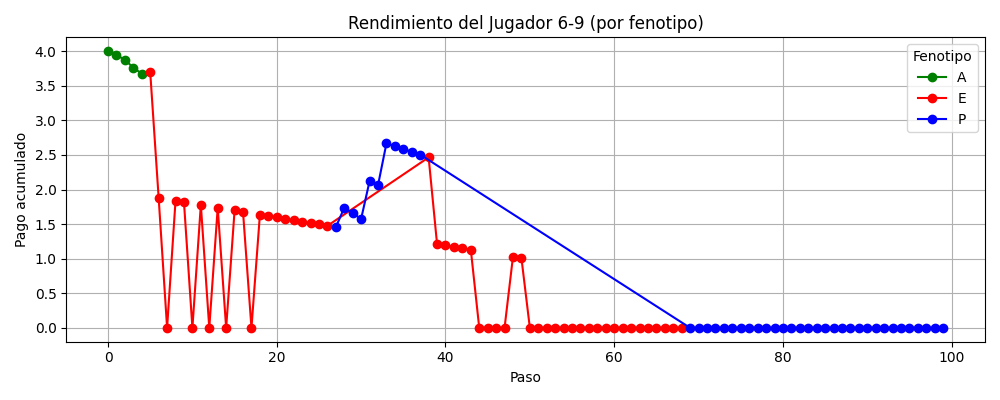 Rendimiento del Jugador 6-9 (por fenotipo)
Pago acumulado
4.0
3.5
3.0
2.5
2.0
1.5
1.0
0.5
0.0
Fenotipo
A
E
P
0 20 40 60 80 100
Paso